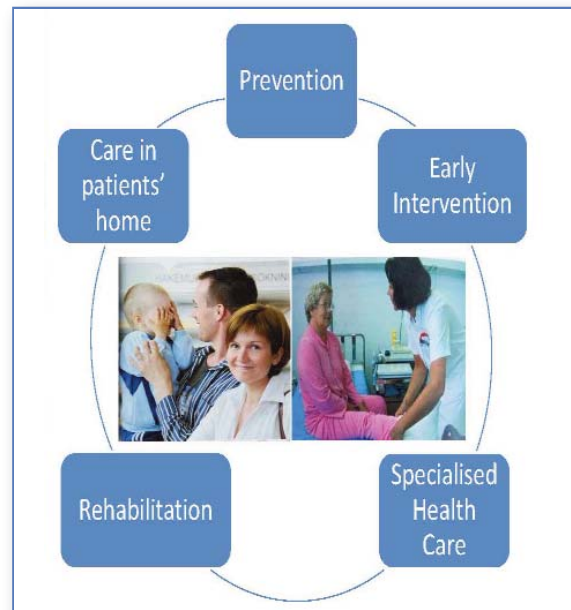 Prevention
Early
Intervention
Specialised
Health
Care
Rehabilitation
Care in
patients'
home